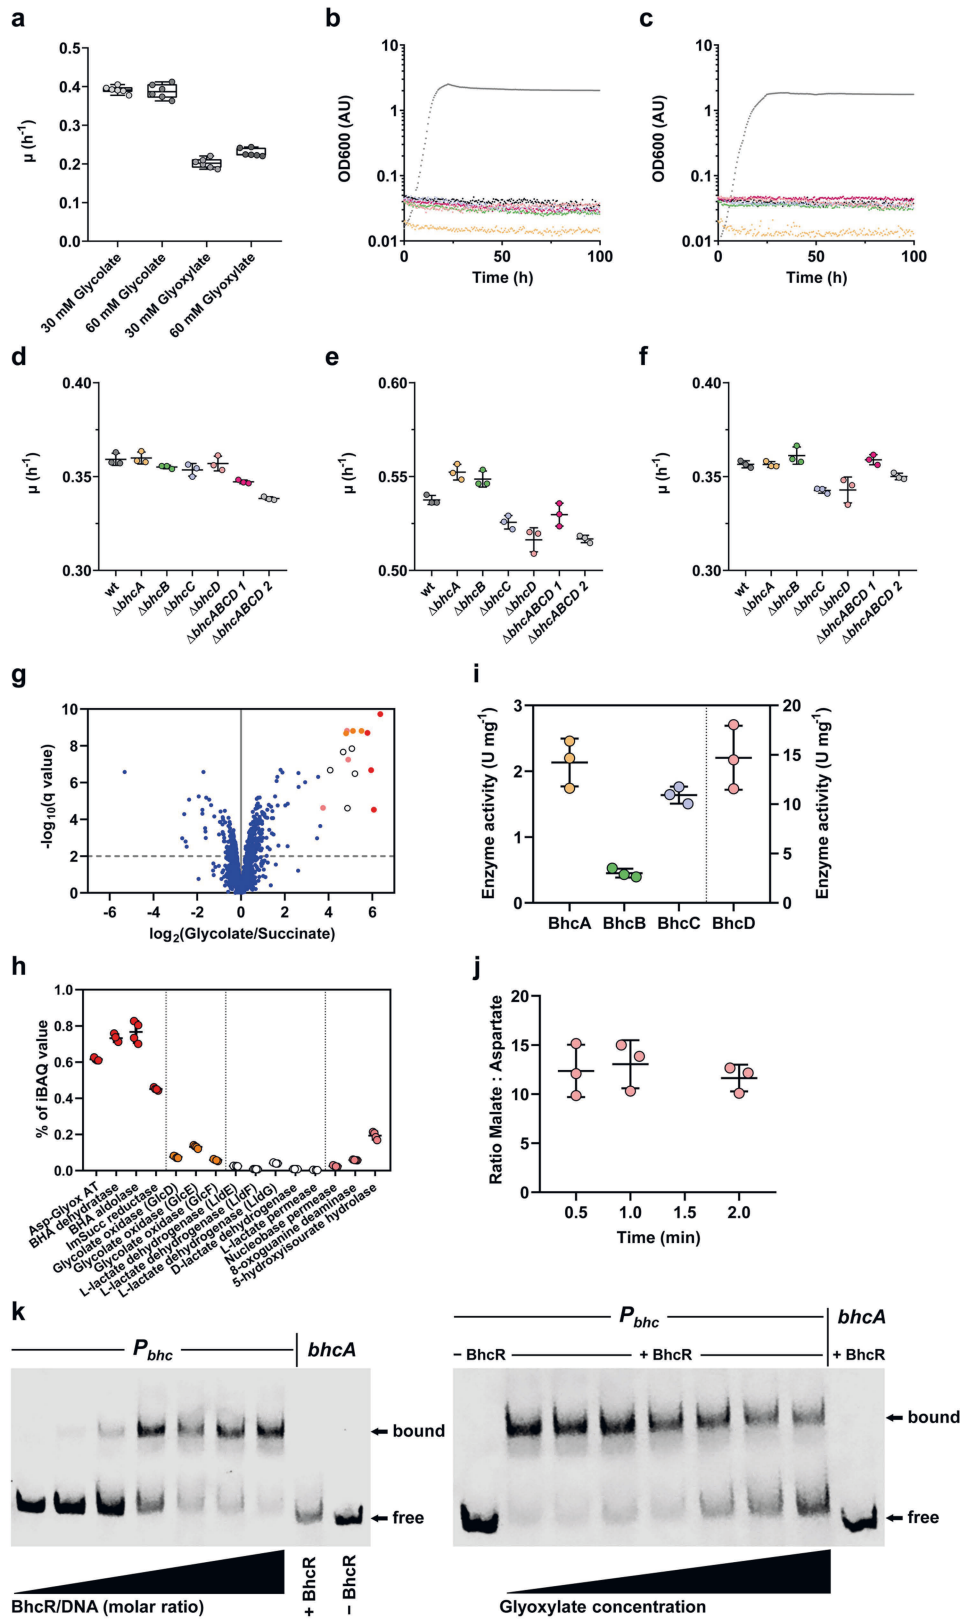 a
0.5
0.4
0.3
0.2
0.1
0.0
μ (h-1)
30 mM Glycolate
60 mM Glycolate
30 mM Glyoxylate
60 mM Glyoxylate
b
10
1
0.1
0.01
OD600 (AU)
0
50
100
Time (h)
c
10
1
0.1
0.01
OD600 (AU)
0
50
100
Time (h)
d
0.40
0.35
0.30
μ (h-1)
wt
ΔbhcA
ΔbhcB
ΔbhcC
ΔbhcD
ΔbhcABCD 1
ΔbhcABCD 2
e
0.60
0.55
0.50
μ (h-1)
wt
ΔbhcA
ΔbhcB
ΔbhcC
ΔbhcD
ΔbhcABCD 1
ΔbhcABCD 2
f
0.40
0.35
0.30
μ (h-1)
wt
ΔbhcA
ΔbhcB
ΔbhcC
ΔbhcD
ΔbhcABCD 1
ΔbhcABCD 2
g
10
8
6
4
2
0
-log10(q value)
-6 -4 -2 0 2 4 6
log2(Glycolate/Succinate)
i
3
2
1
0
Enzyme activity (U mg-1)
20
15
10
5
0
Enzyme activity (U mg-1)
BhcA BhcB BhcC BhcD
h
1.0
0.8
0.6
0.4
0.2
0.0
% of iBAQ value
Asp-Glyox AT
BHA dehydratase
BHA aldolase
ImSucc reductase
Glycolate oxidase (GlcD)
Glycolate oxidase (GlcE)
Glycolate oxidase (GlcF)
L-lactate dehydrogenase (LldE)
L-lactate dehydrogenase (LldF)
L-lactate dehydrogenase (LldG)
D-lactate dehydrogenase
L-lactate permease
Nucleobase permease
8-oxoguanine deaminase
5-hydroxyisourate hydrolase
j
20
15
10
5
0
Ratio Malate : Aspartate
0.5 1.0 1.5 2.0
Time (min)
k
Pbhc
bhcA
bound
free
BhcR/DNA (molar ratio)
+ BhcR
− BhcR
Pbhc
bhcA
− BhcR
+ BhcR
+ BhcR
bound
free
Glyoxylate concentration